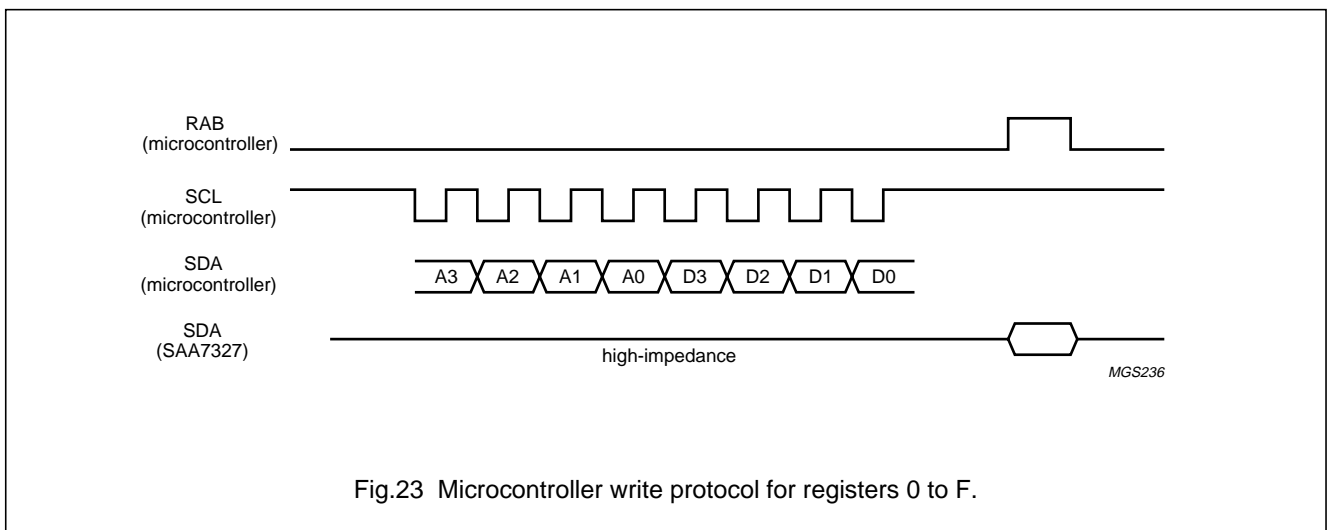 RAB
(microcontroller)
SCL
(microcontroller)
SDA
(microcontroller)
A3 A2 A1 A0 D3 D2 D1 D0
SDA
(SAA7327)
high-impedance
MGS236
Fig.23 Microcontroller write protocol for registers 0 to F.